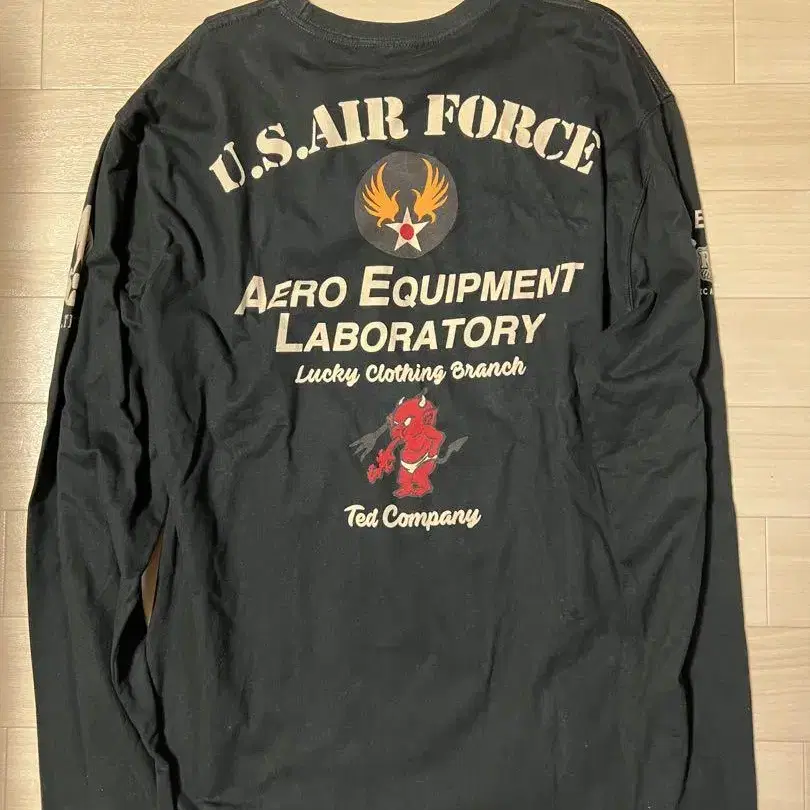 U.S.AIR FORCE
AERO EQUIPMENT
LABORATORY
Lucky Clothing Branch
Ted Company